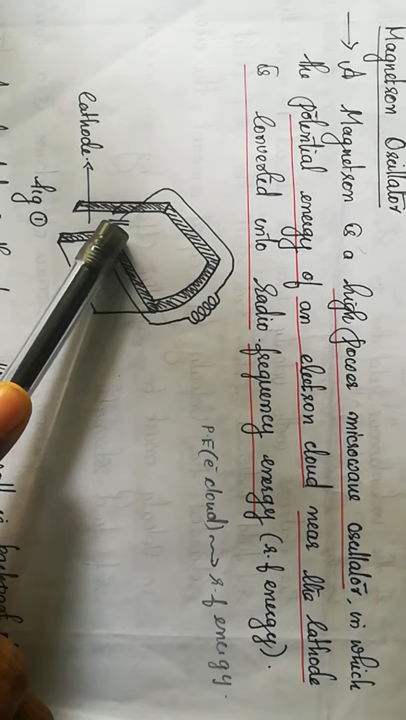 Magnetron Oscillator
→ A Magnetron is a high power microwave oscillator, in which
the potential energy of an electron cloud near the cathode
is converted into radio-frequency energy (r.f energy).
P.E (e⁻ cloud) → r.f energy.
cathode
fig ①